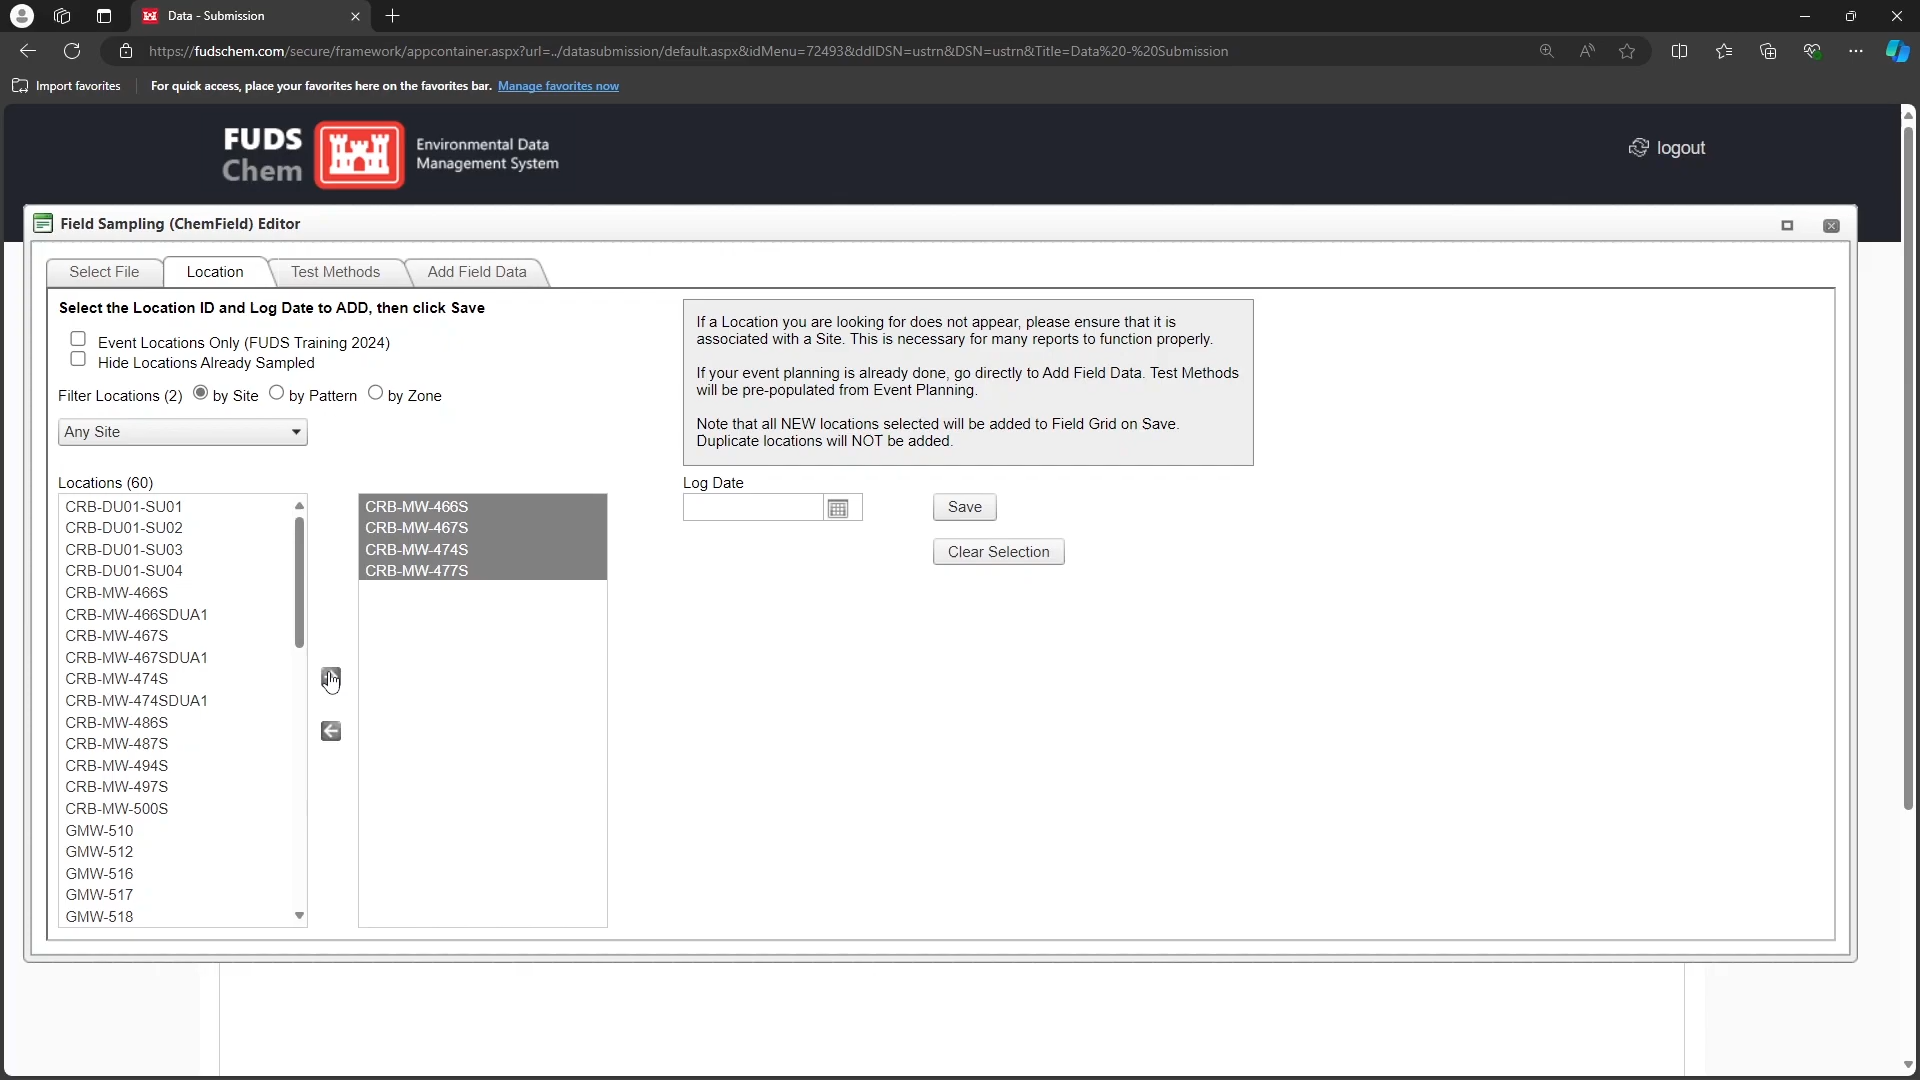 Data - Submission
https://fudschem.com/secure/framework/appcontainer.aspx?url=../datasubmission/default.aspx&idMenu=72493&ddlDSN=ustrn&DSN=ustrn&Title=Data%20-%20Submission
Import favorites
For quick access, place your favorites here on the favorites bar. Manage favorites now
FUDS
Chem
Environmental Data
Management System
logout
Field Sampling (ChemField) Editor
Select File
Location
Test Methods
Add Field Data
Select the Location ID and Log Date to ADD, then click Save
Event Locations Only (FUDS Training 2024)
Hide Locations Already Sampled
Filter Locations (2) by Site by Pattern by Zone
Any Site
If a Location you are looking for does not appear, please ensure that it is
associated with a Site. This is necessary for many reports to function properly.
If your event planning is already done, go directly to Add Field Data. Test Methods
will be pre-populated from Event Planning.
Note that all NEW locations selected will be added to Field Grid on Save.
Duplicate locations will NOT be added.
Locations (60)
CRB-DU01-SU01
CRB-DU01-SU02
CRB-DU01-SU03
CRB-DU01-SU04
CRB-MW-466S
CRB-MW-466SDUA1
CRB-MW-467S
CRB-MW-467SDUA1
CRB-MW-474S
CRB-MW-474SDUA1
CRB-MW-486S
CRB-MW-487S
CRB-MW-494S
CRB-MW-497S
CRB-MW-500S
GMW-510
GMW-512
GMW-516
GMW-517
GMW-518
CRB-MW-466S
CRB-MW-467S
CRB-MW-474S
CRB-MW-477S
Log Date
Save
Clear Selection